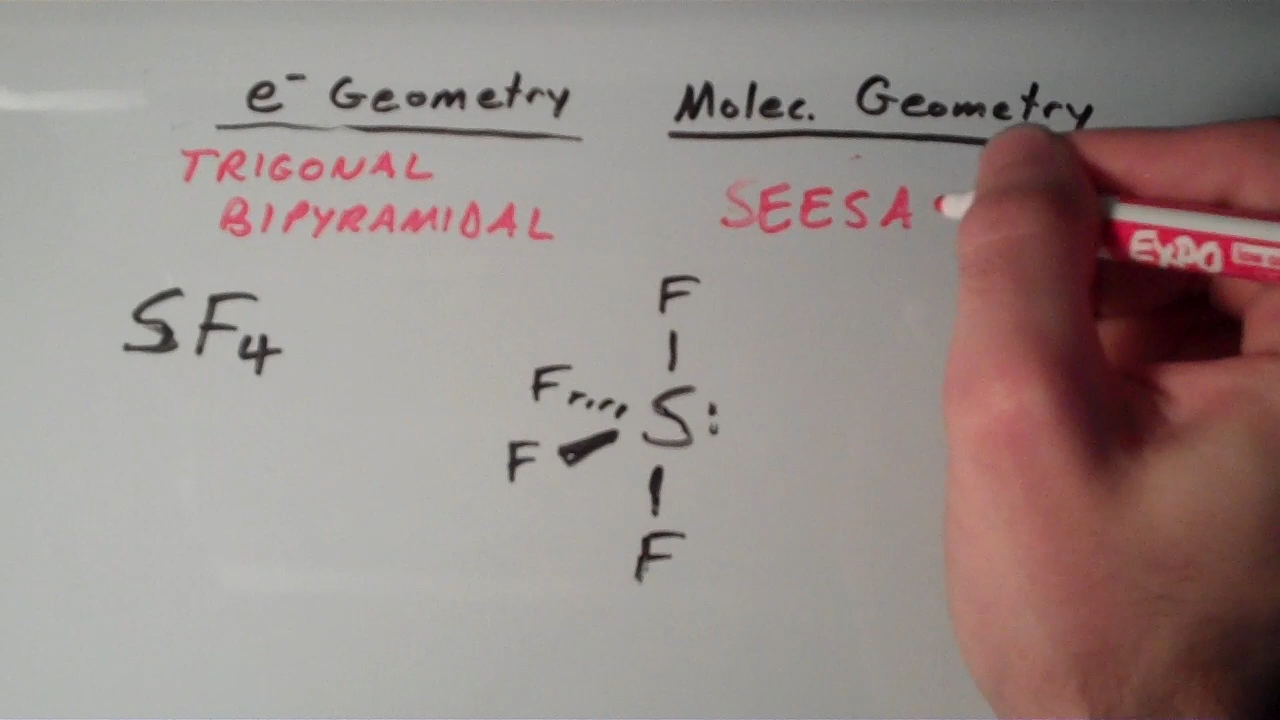 e⁻ Geometry
Molec. Geometry
TRIGONAL
BIPYRAMIDAL
SEESA
EXPO
SF₄
F
F S:
F
F